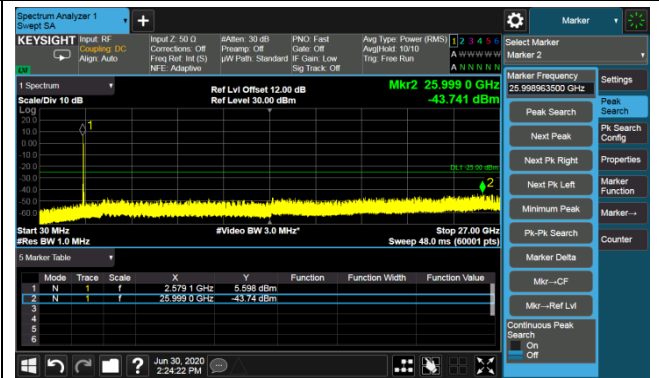 Spectrum Analyzer 1
Swept SA
+
Marker
KEYSIGHT
Input: RF
Coupling: DC
Align: Auto
Input Z: 50 Ω
Corrections: Off
Freq Ref: Int (S)
NFE: Adaptive
#Atten: 30 dB
Preamp: Off
µW Path: Standard
PNO: Fast
Gate: Off
IF Gain: Low
Sig Track: Off
Avg Type: Power (RMS)
Avg|Hold: 10/10
Trig: Free Run
1 2 3 4 5 6
A W W W W W
A N N N N N
LXI
Select Marker
Marker 2
1 Spectrum
Scale/Div 10 dB
Ref Lvl Offset 12.00 dB
Ref Level 30.00 dBm
Mkr2 25.999 0 GHz
-43.741 dBm
Log
20.0
10.0
0.00
-10.0
-20.0
-30.0
-40.0
-50.0
-60.0
1
DL1 -25.00 dBm
2
Start 30 MHz
#Res BW 1.0 MHz
#Video BW 3.0 MHz*
Stop 27.00 GHz
Sweep 48.0 ms (60001 pts)
5 Marker Table
Mode Trace Scale X Y Function Function Width Function Value
1 N 1 f 2.579 1 GHz 5.598 dBm
2 N 1 f 25.999 0 GHz -43.74 dBm
3
4
5
6
Marker Frequency
25.998963500 GHz
Peak Search
Next Peak
Next Pk Right
Next Pk Left
Minimum Peak
Pk-Pk Search
Marker Delta
Mkr→CF
Mkr→Ref Lvl
Continuous Peak
Search
On
Off
Settings
Peak
Search
Pk Search
Config
Properties
Marker
Function
Marker→
Counter
?
Jun 30, 2020
2:24:22 PM